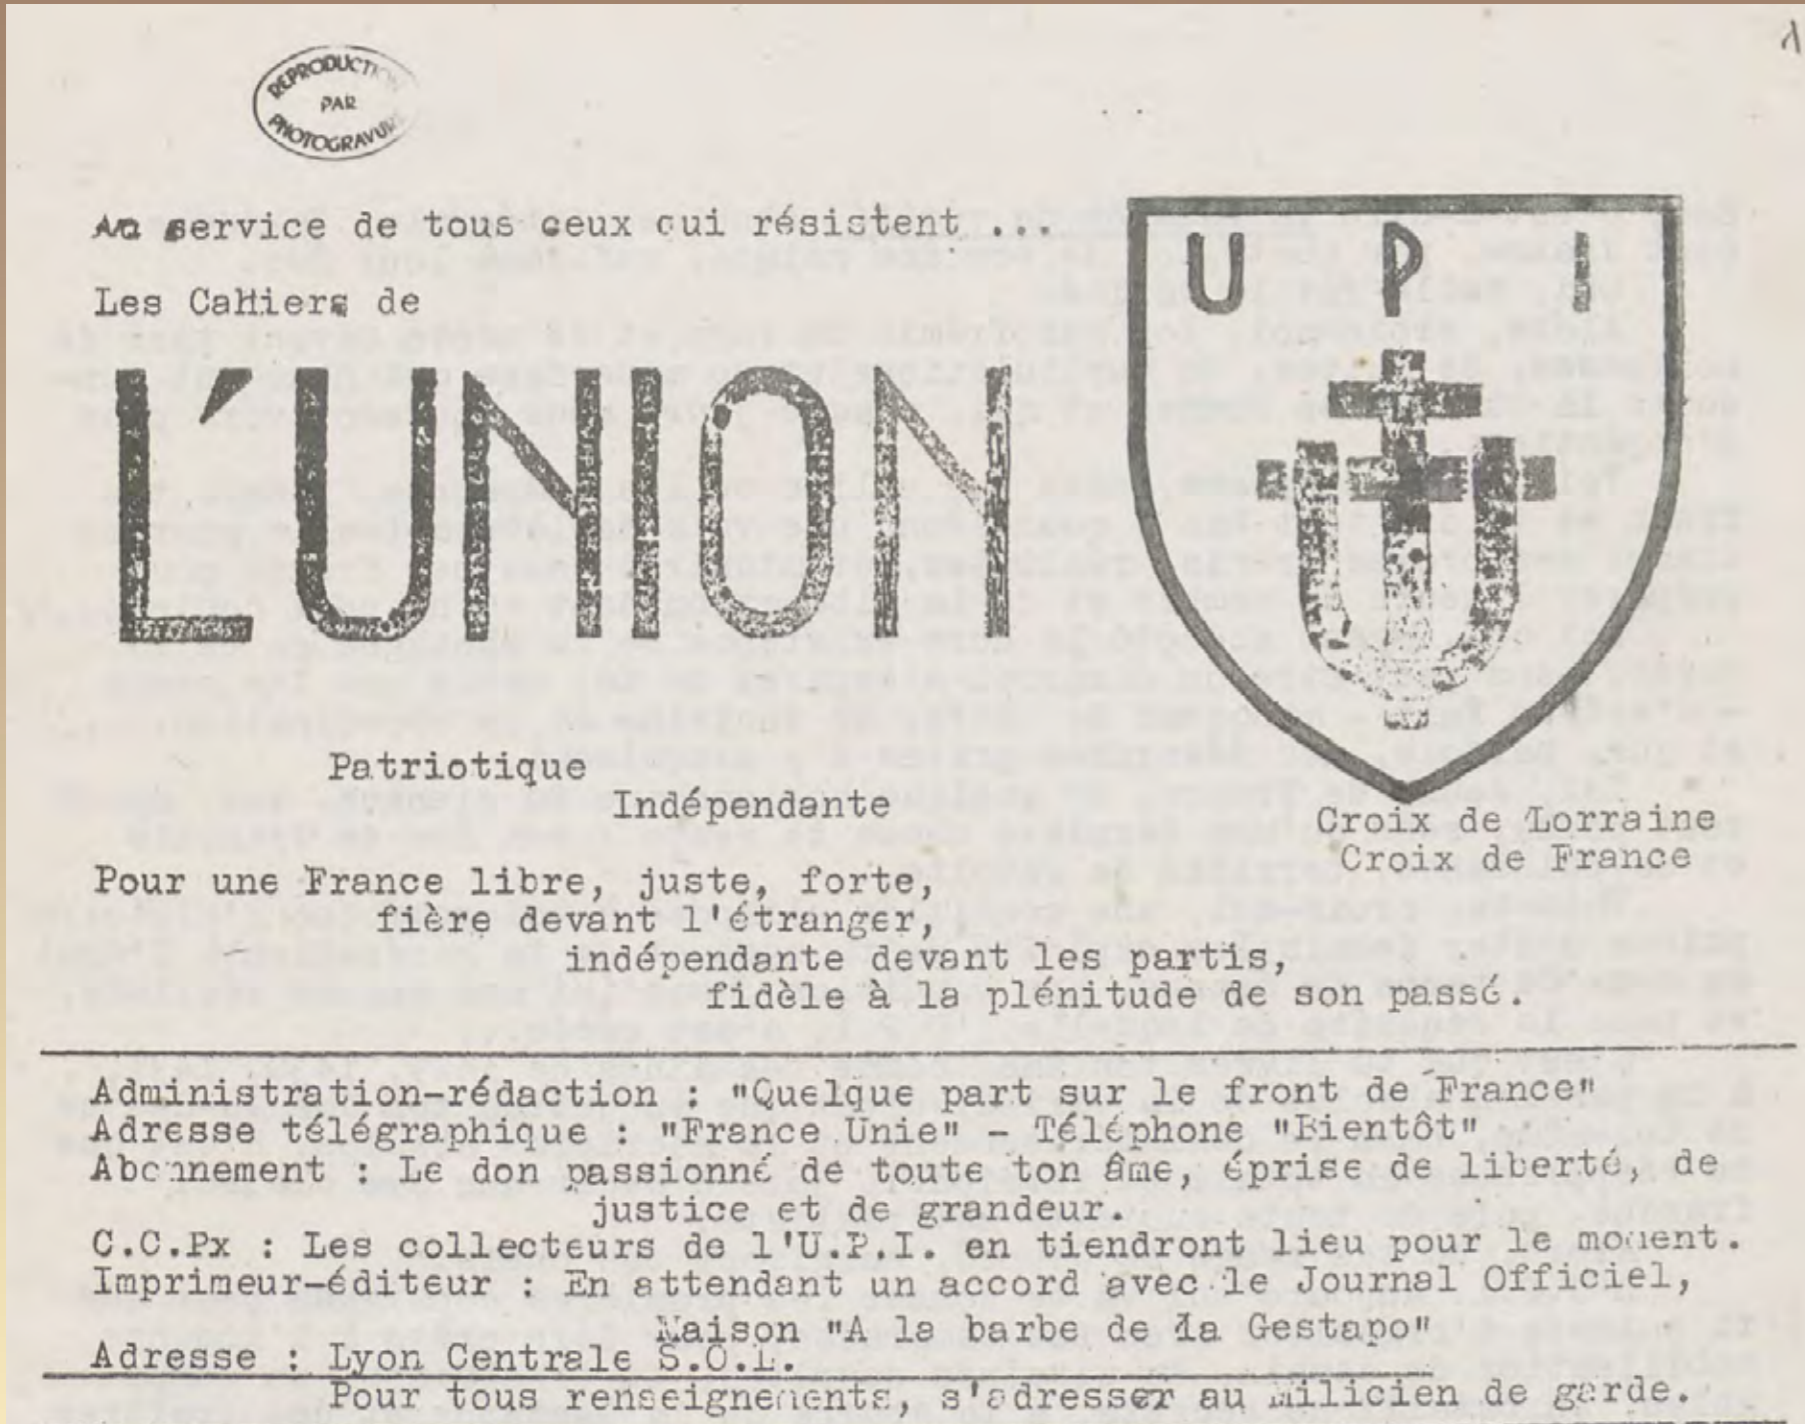 REPRODUCTION
PAR
PHOTOGRAVURE
Au service de tous ceux qui résistent ...
Les Cahiers de
L'UNION
U P I
Patriotique
Indépendante
Croix de Lorraine
Croix de France
Pour une France libre, juste, forte,
fière devant l'étranger,
indépendante devant les partis,
fidèle à la plénitude de son passé.
Administration-rédaction : "Quelque part sur le front de France"
Adresse télégraphique : "France Unie" - Téléphone "Bientôt"
Abonnement : Le don passionné de toute ton âme, éprise de liberté, de
justice et de grandeur.
C.C.Px : Les collecteurs de l'U.P.I. en tiendront lieu pour le moment.
Imprimeur-éditeur : En attendant un accord avec le Journal Officiel,
Maison "A la barbe de la Gestapo"
Adresse : Lyon Centrale S.O.L.
Pour tous renseignements, s'adresser au milicien de garde.